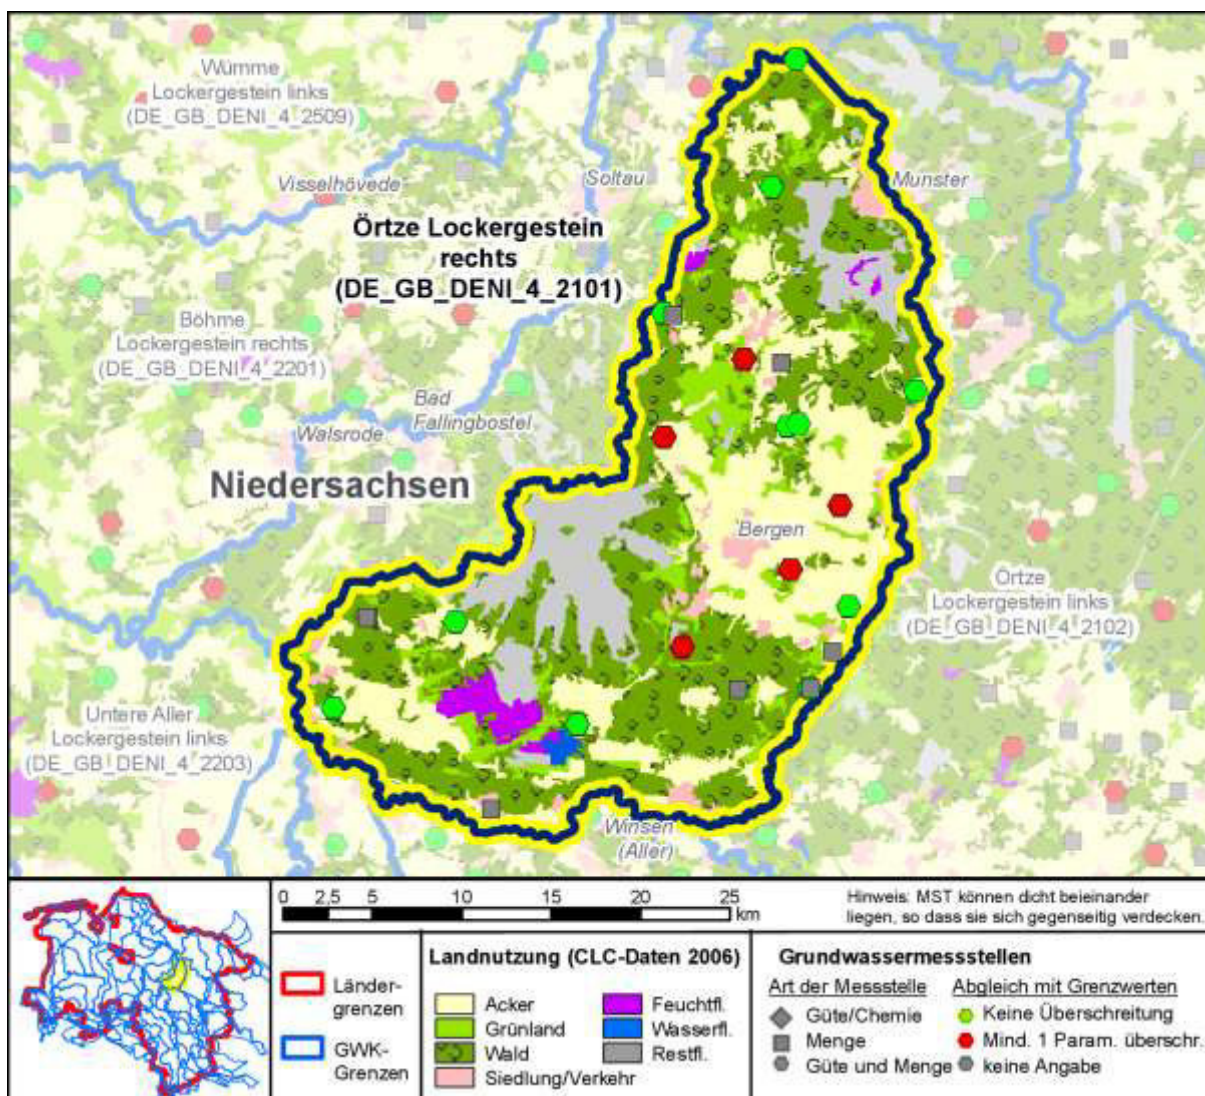 Wümme
Lockergestein links
(DE_GB_DENI_4_2509)
Visselhövede
Soltau
Munster
Örtze Lockergestein
rechts
(DE_GB_DENI_4_2101)
Böhme
Lockergestein rechts
(DE_GB_DENI_4_2201)
Bad
Fallingbostel
Walsrode
Niedersachsen
Bergen
Örtze
Lockergestein links
(DE_GB_DENI_4_2102)
Untere Aller
Lockergestein links
(DE_GB_DENI_4_2203)
Winsen
(Aller)
0 2,5 5 10 15 20 25
km
Hinweis: MST können dicht beieinander
liegen, so dass sie sich gegenseitig verdecken.
Länder-
grenzen
GWK-
Grenzen
Landnutzung (CLC-Daten 2006)
Acker
Grünland
Wald
Siedlung/Verkehr
Feuchtfl.
Wasserfl.
Restfl.
Grundwassermessstellen
Art der Messstelle
Güte/Chemie
Menge
Güte und Menge
Abgleich mit Grenzwerten
Keine Überschreitung
Mind. 1 Param. überschr.
keine Angabe